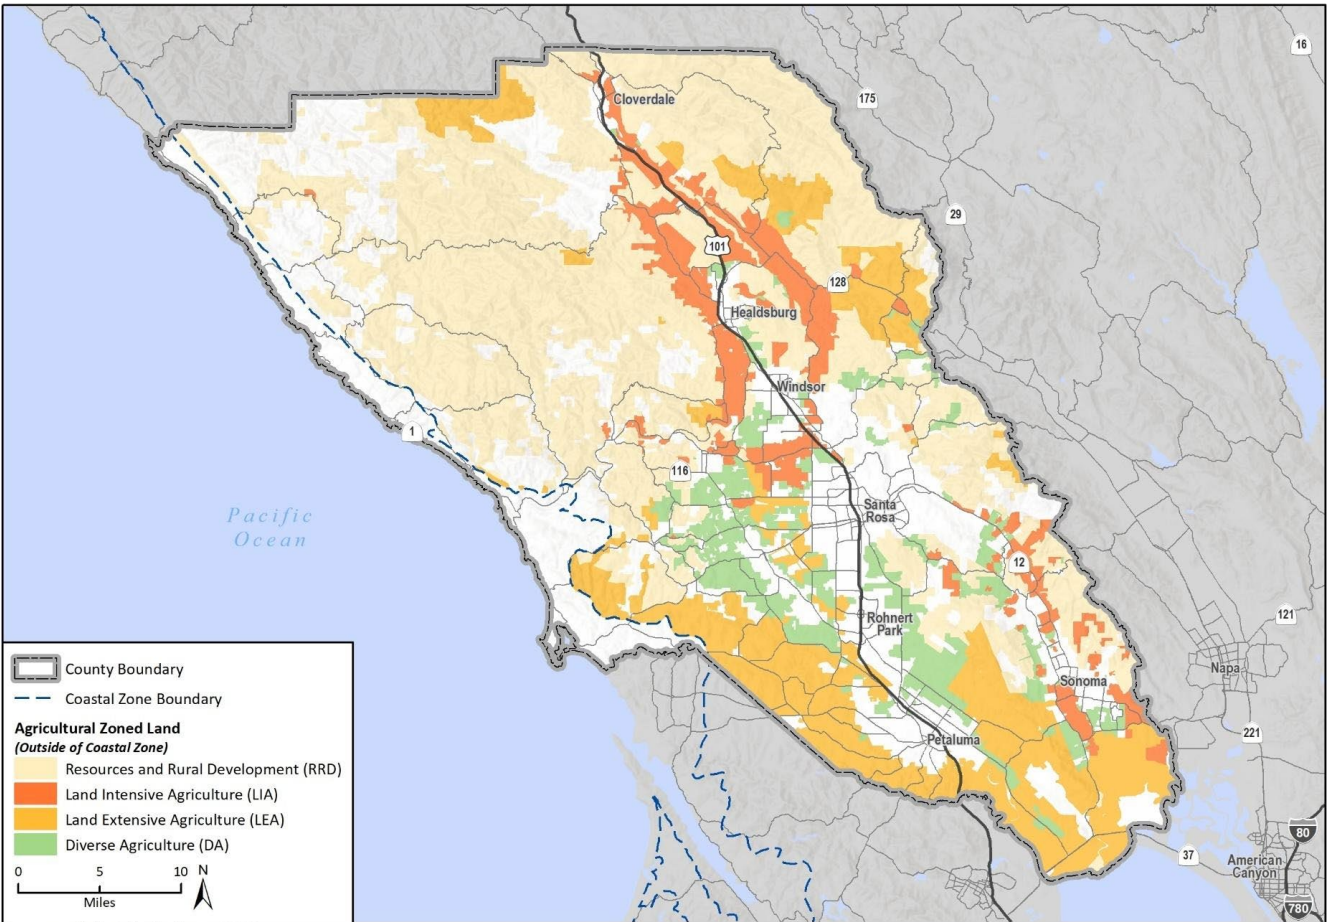 16
175
Cloverdale
29
101
128
Healdsburg
Windsor
1
116
Santa
Rosa
Pacific
Ocean
12
121
Rohnert
Park
Napa
Sonoma
221
Petaluma
80
37
American
Canyon
780
County Boundary
Coastal Zone Boundary
Agricultural Zoned Land
(Outside of Coastal Zone)
Resources and Rural Development (RRD)
Land Intensive Agriculture (LIA)
Land Extensive Agriculture (LEA)
Diverse Agriculture (DA)
0 5 10 N
Miles